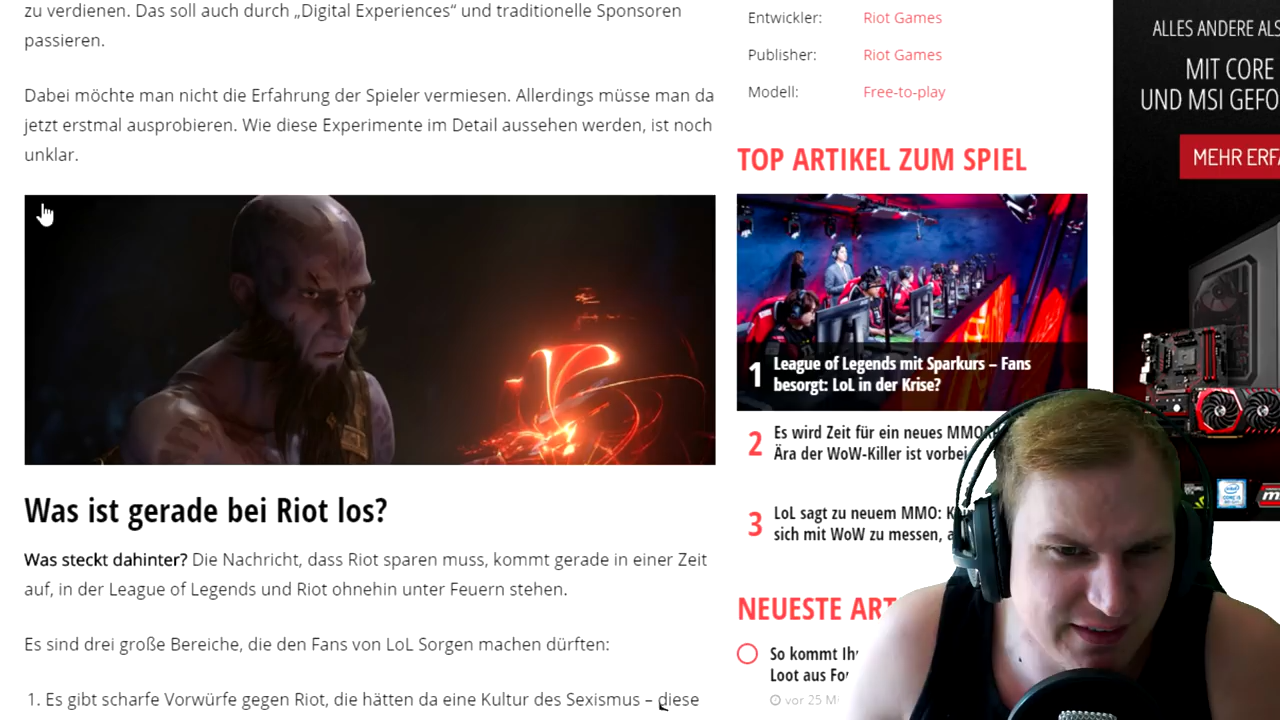 zu verdienen. Das soll auch durch „Digital Experiences“ und traditionelle Sponsoren
passieren.
Dabei möchte man nicht die Erfahrung der Spieler vermiesen. Allerdings müsse man da
jetzt erstmal ausprobieren. Wie diese Experimente im Detail aussehen werden, ist noch
unklar.
Was ist gerade bei Riot los?
Was steckt dahinter? Die Nachricht, dass Riot sparen muss, kommt gerade in einer Zeit
auf, in der League of Legends und Riot ohnehin unter Feuern stehen.
Es sind drei große Bereiche, die den Fans von LoL Sorgen machen dürften:
1. Es gibt scharfe Vorwürfe gegen Riot, die hätten da eine Kultur des Sexismus – diese
Entwickler: Riot Games
Publisher: Riot Games
Modell: Free-to-play
TOP ARTIKEL ZUM SPIEL
1 League of Legends mit Sparkurs – Fans
besorgt: LoL in der Krise?
2 Es wird Zeit für ein neues
Ära der WoW-Killer ist vorbei
3 LoL sagt zu neuem MMO:
sich mit WoW zu messen,
NEUESTE
So kommt
Loot aus
vor 25
ALLES ANDERE
MIT CORE
UND MSI
MEHR